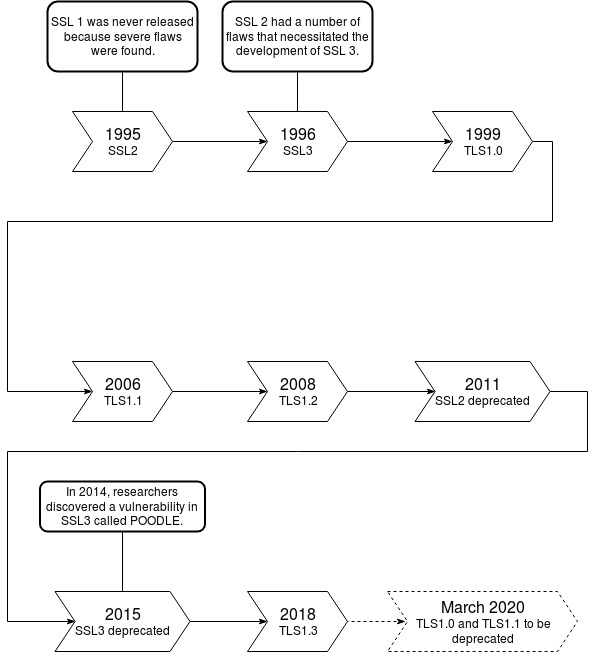 SSL 1 was never released
because severe flaws
were found.
SSL 2 had a number of
flaws that necessitated the
development of SSL 3.
1995
SSL2
1996
SSL3
1999
TLS1.0
2006
TLS1.1
2008
TLS1.2
2011
SSL2 deprecated
In 2014, researchers
discovered a vulnerability in
SSL3 called POODLE.
2015
SSL3 deprecated
2018
TLS1.3
March 2020
TLS1.0 and TLS1.1 to be
deprecated